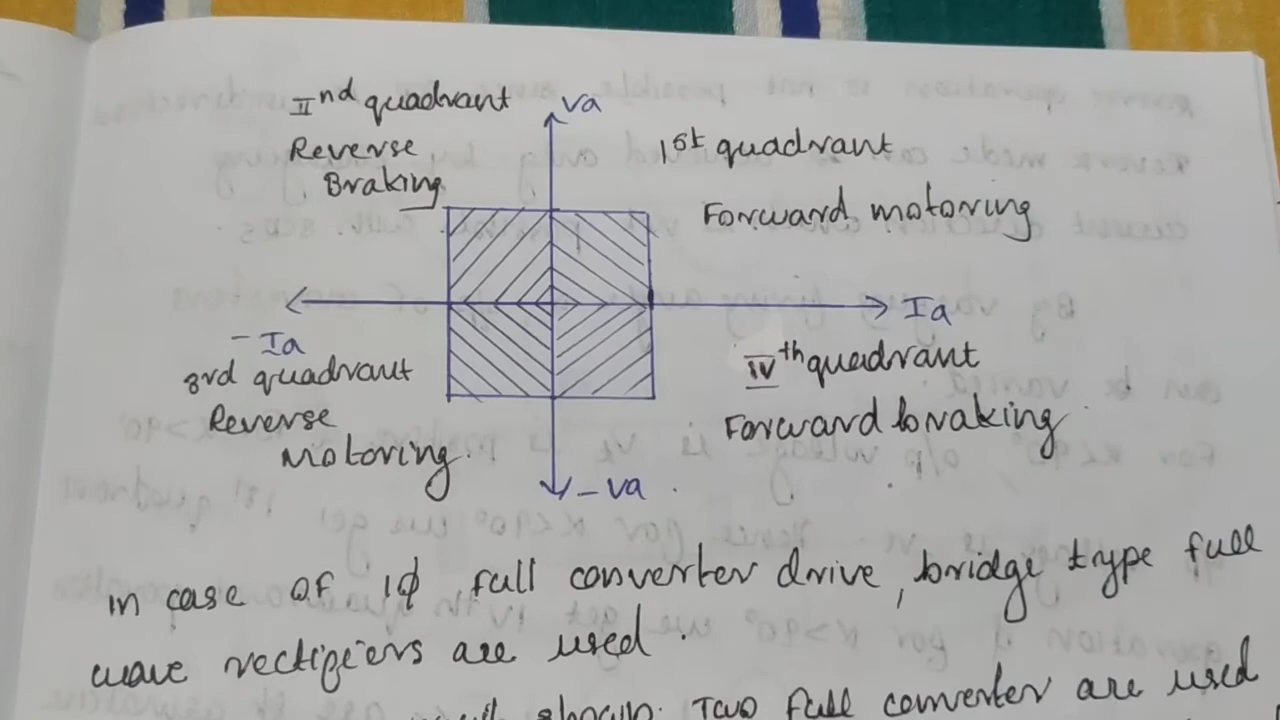 IInd quadrant
Reverse
Braking
va
1st quadrant
Forward motoring
Ia
-Ia
3rd quadrant
Reverse
Motoring.
IVth quadrant
Forward braking
-va.
in case of 1ϕ full converter drive, bridge type full
wave rectifiers are used.
shown. Two full converter are used